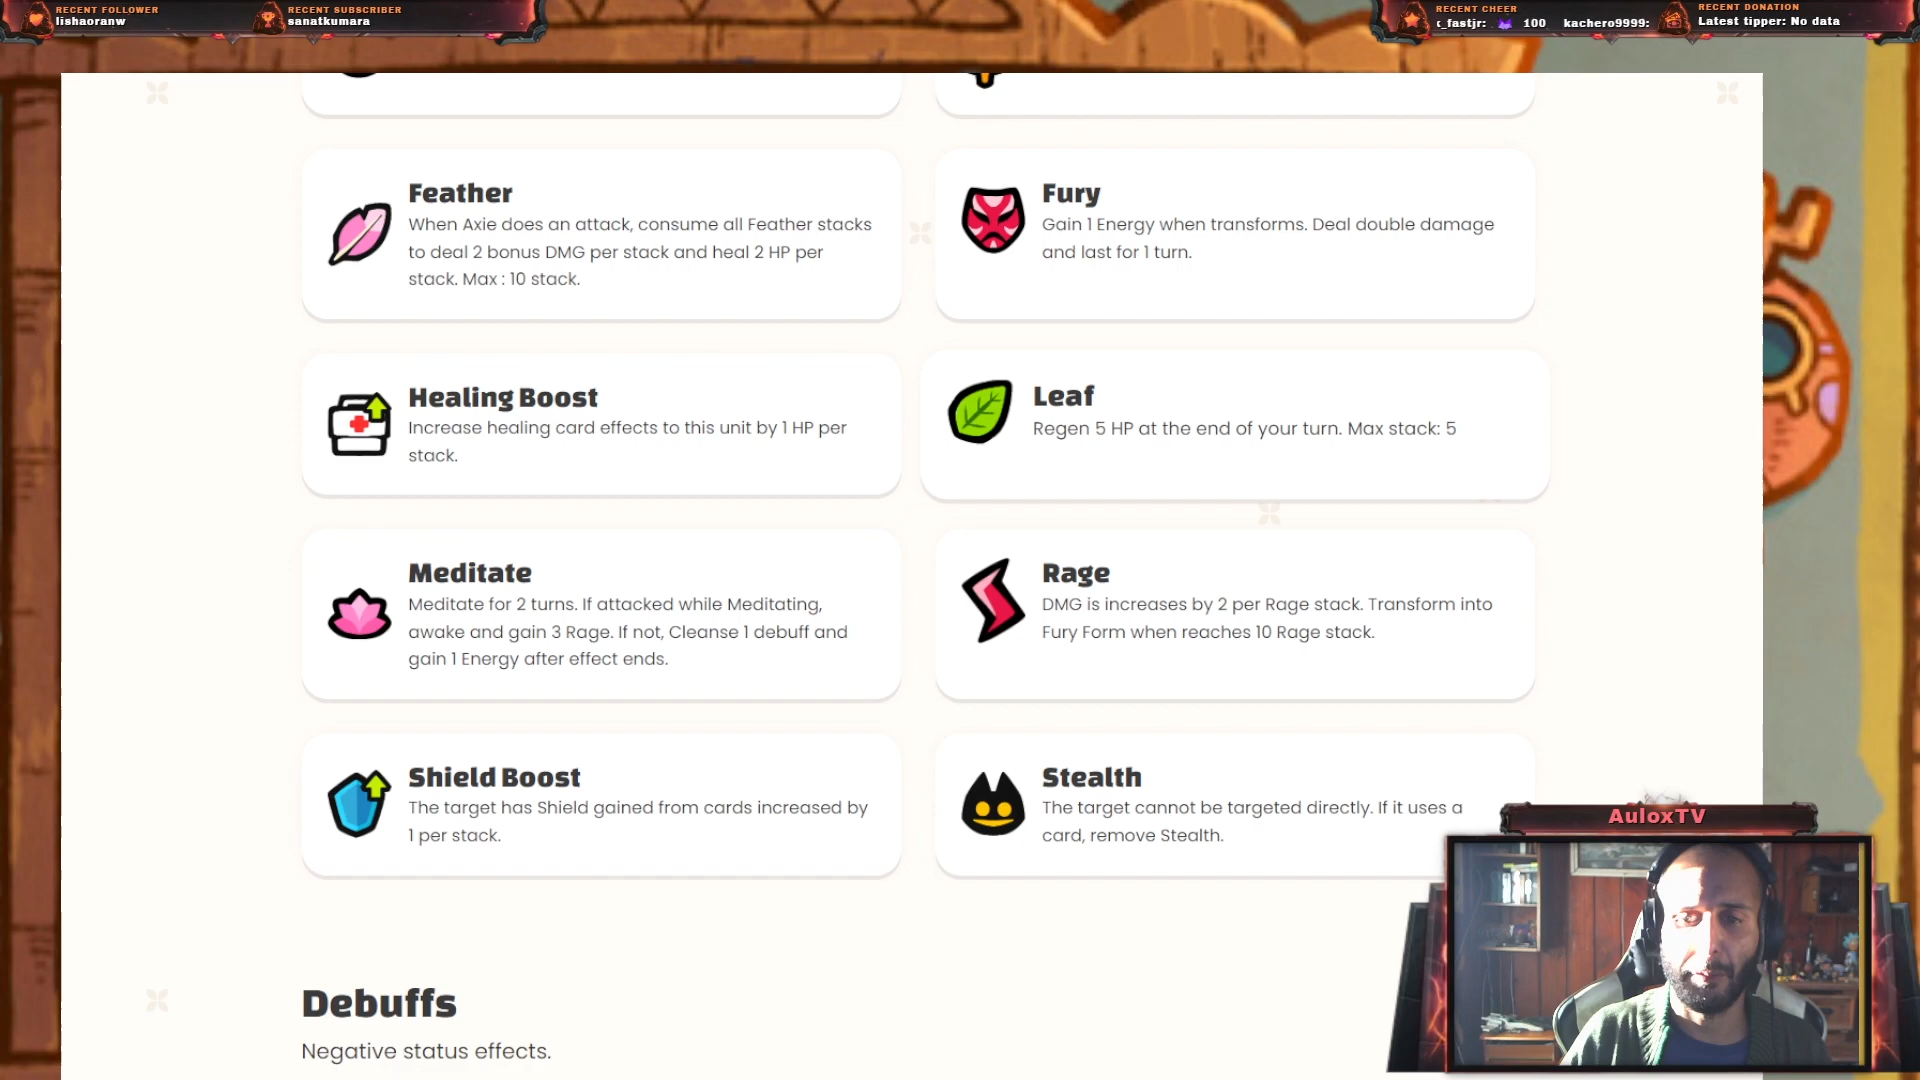 RECENT FOLLOWER
lishaoranw
RECENT SUBSCRIBER
sanatkumara
RECENT CHEER
_fastjr: 100 kachero9999:
RECENT DONATION
Latest tipper: No data
Feather
When Axie does an attack, consume all Feather stacks
to deal 2 bonus DMG per stack and heal 2 HP per
stack. Max : 10 stack.
Fury
Gain 1 Energy when transforms. Deal double damage
and last for 1 turn.
Healing Boost
Increase healing card effects to this unit by 1 HP per
stack.
Leaf
Regen 5 HP at the end of your turn. Max stack: 5
Meditate
Meditate for 2 turns. If attacked while Meditating,
awake and gain 3 Rage. If not, Cleanse 1 debuff and
gain 1 Energy after effect ends.
Rage
DMG is increases by 2 per Rage stack. Transform into
Fury Form when reaches 10 Rage stack.
Shield Boost
The target has Shield gained from cards increased by
1 per stack.
Stealth
The target cannot be targeted directly. If it uses a
card, remove Stealth.
AuloxTV
Debuffs
Negative status effects.